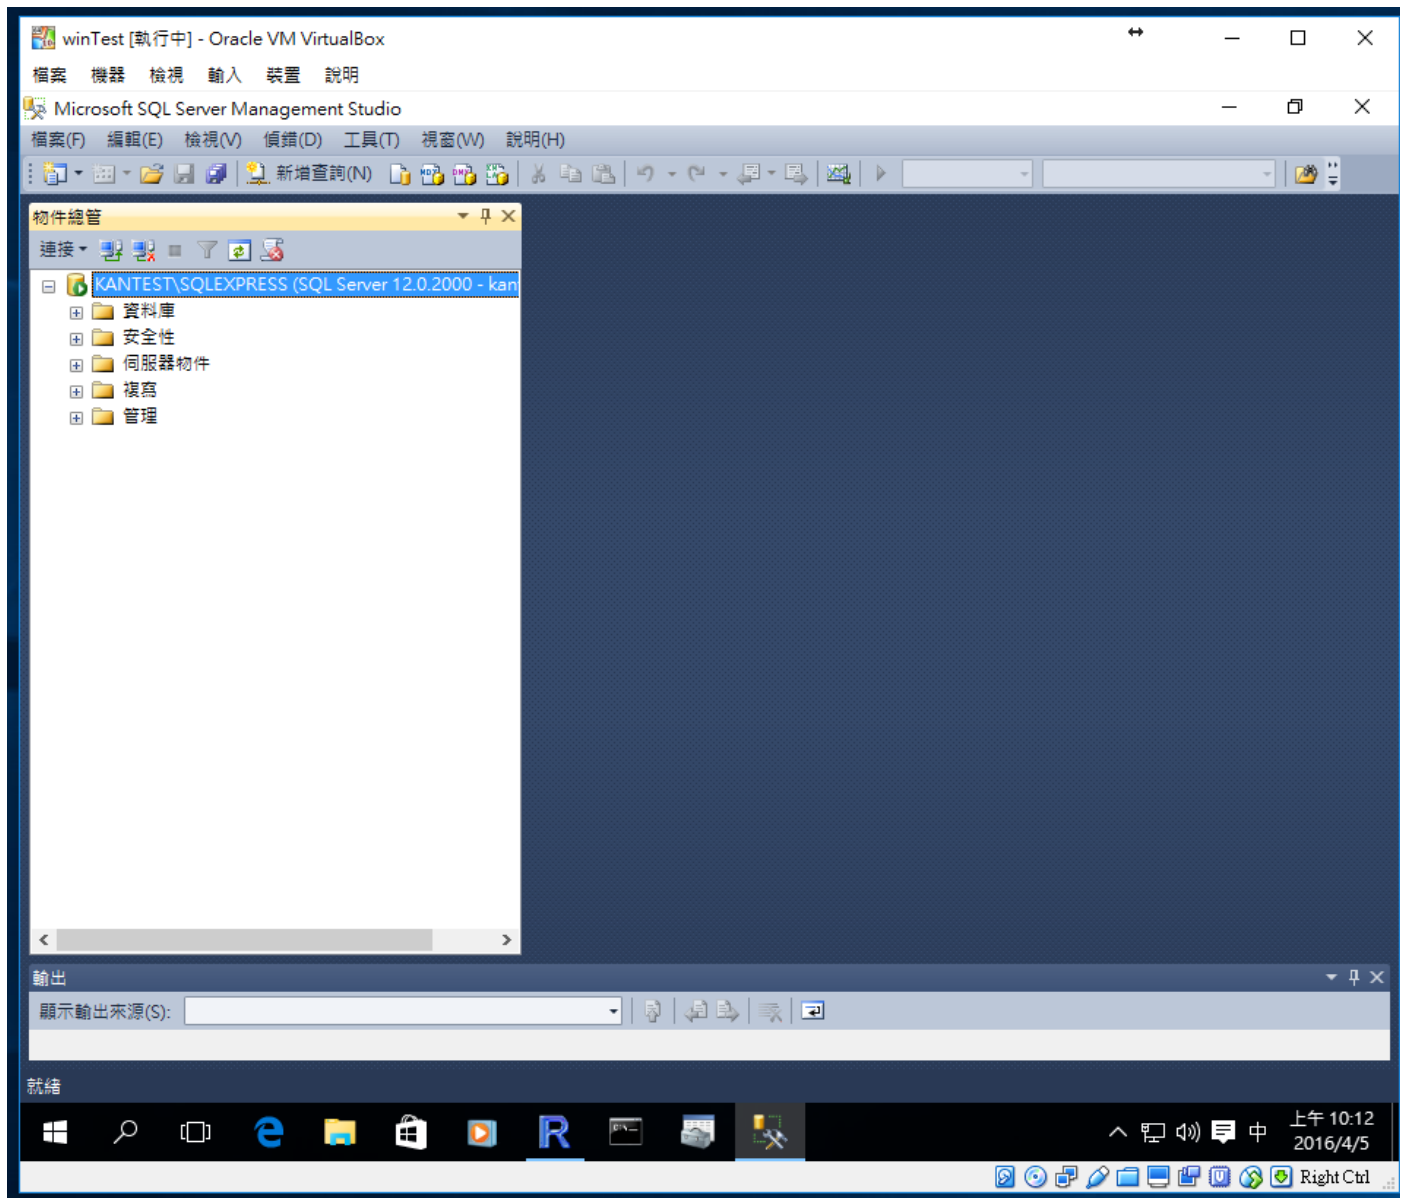 winTest [執行中] - Oracle VM VirtualBox
檔案 機器 檢視 輸入 裝置 說明
Microsoft SQL Server Management Studio
檔案(F) 編輯(E) 檢視(V) 偵錯(D) 工具(T) 視窗(W) 說明(H)
新增查詢(N)
物件總管
連接
KANTEST\SQLEXPRESS (SQL Server 12.0.2000 - kan
資料庫
安全性
伺服器物件
複寫
管理
輸出
顯示輸出來源(S):
就緒
中
上午 10:12
2016/4/5
Right Ctrl